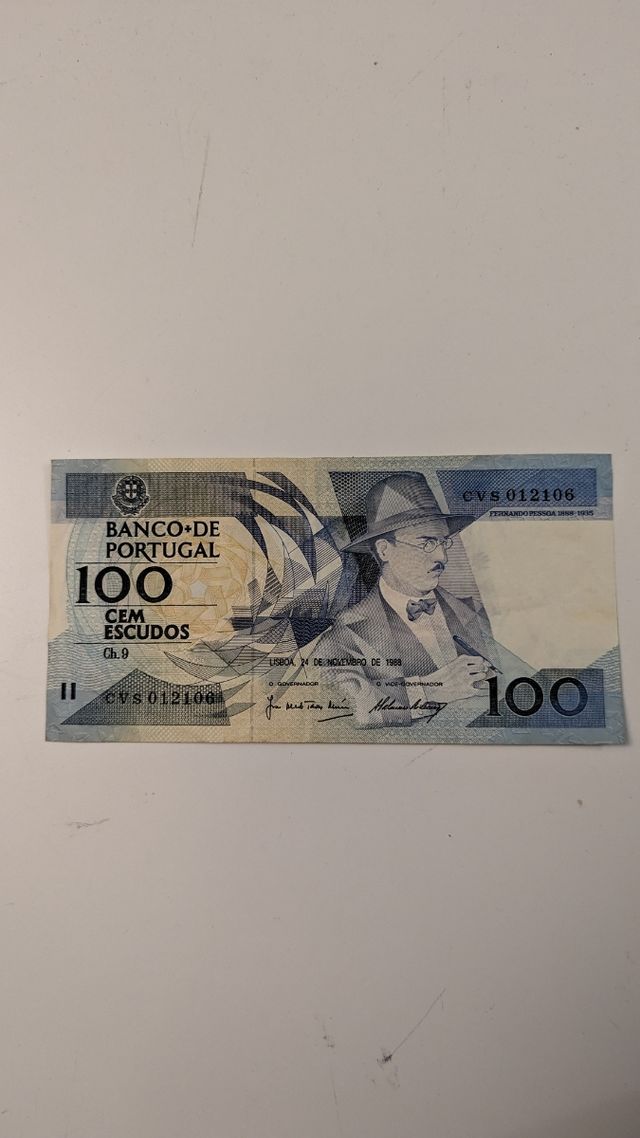 BANCO DE
PORTUGAL
100
CEM
ESCUDOS
Ch. 9
CVS 012106
CVS 012106
FERNANDO PESSOA 1888-1935
LISBOA, 24 DE NOVEMBRO DE 1988
O GOVERNADOR
O VICE-GOVERNADOR
100